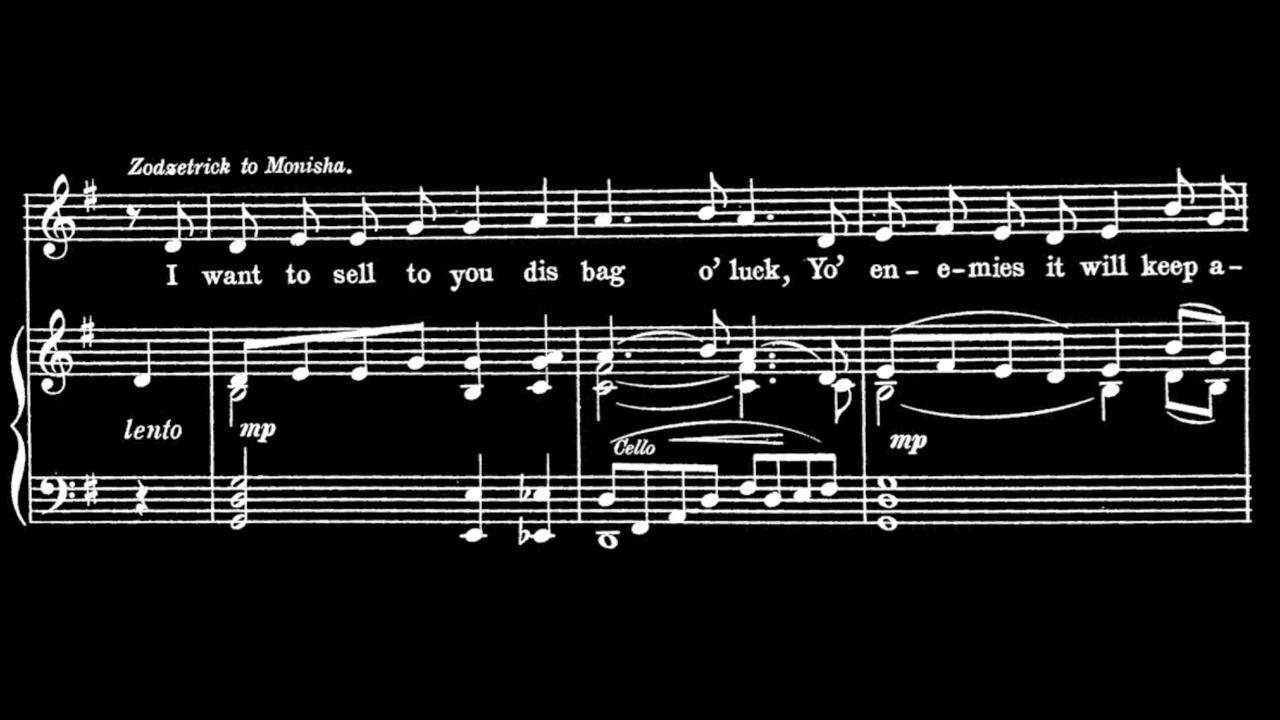 Zodzetrick to Monisha.
I want to sell to you dis bag o' luck, Yo' en- e-mies it will keep a-
lento
mp
Cello
mp